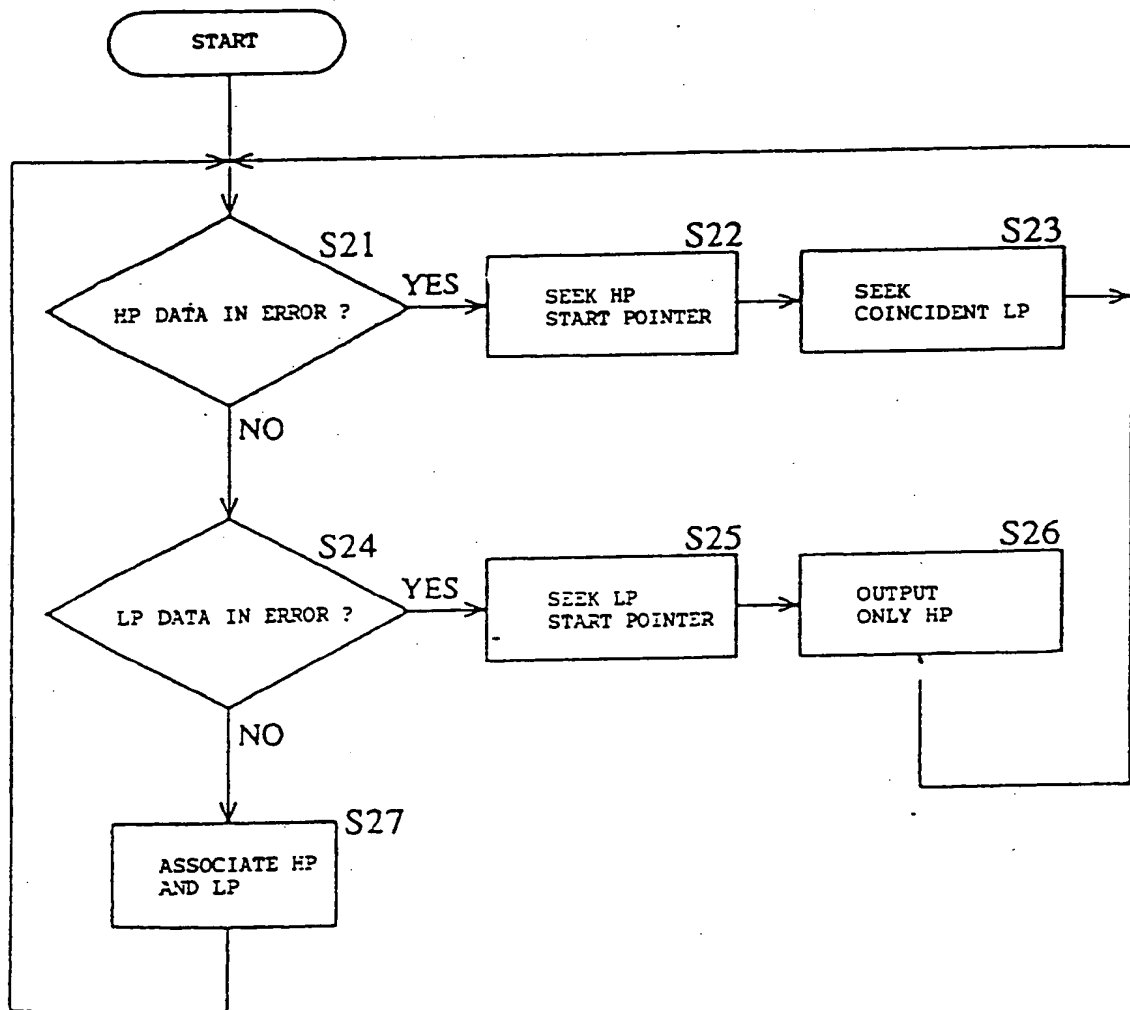 START
S21
HP DATA IN ERROR ?
YES
S22
SEEK HP
START POINTER
S23
SEEK
COINCIDENT LP
NO
S24
LP DATA IN ERROR ?
YES
S25
SEEK LP
START POINTER
S26
OUTPUT
ONLY HP
NO
S27
ASSOCIATE HP
AND LP